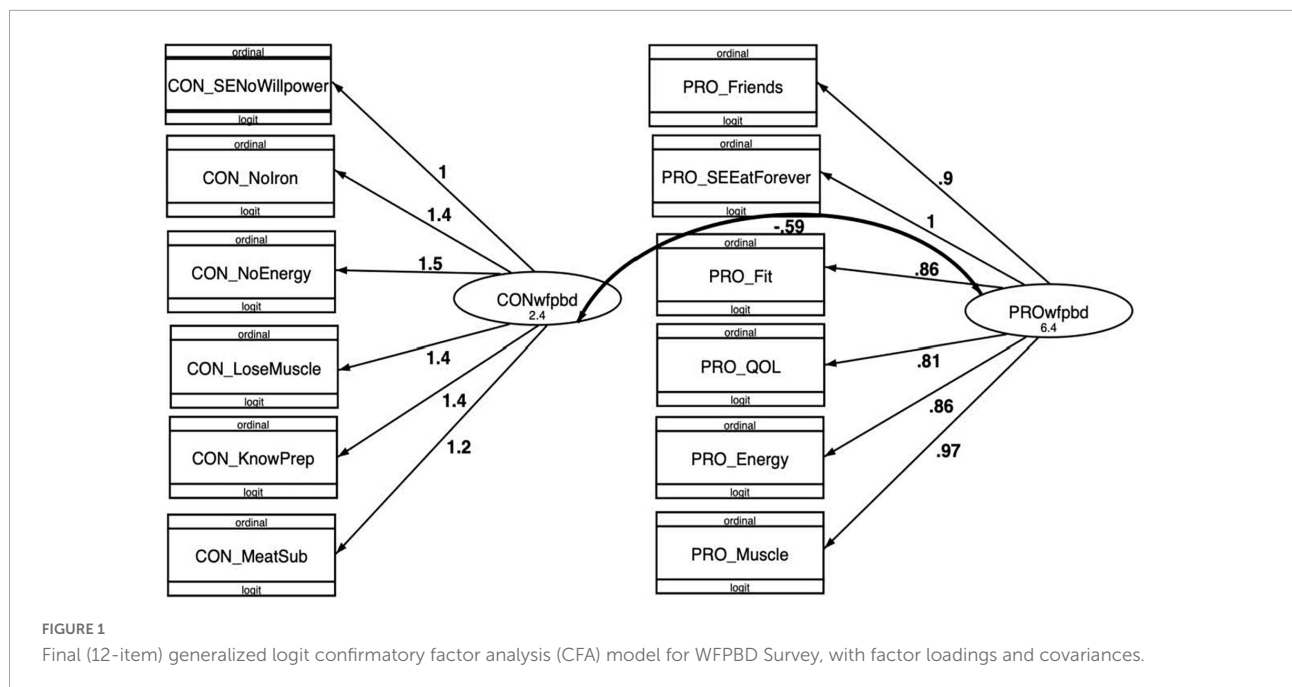 ordinal
CON_SENoWillpower
logit
ordinal
CON_NoIron
logit
ordinal
CON_NoEnergy
logit
ordinal
CON_LoseMuscle
logit
ordinal
CON_KnowPrep
logit
ordinal
CON_MeatSub
logit
1
1.4
1.5
1.4
1.4
1.2
CONwfpbd
2.4
-.59
ordinal
PRO_Friends
logit
ordinal
PRO_SEEatForever
logit
ordinal
PRO_Fit
logit
ordinal
PRO_QOL
logit
ordinal
PRO_Energy
logit
ordinal
PRO_Muscle
logit
.9
1
.86
.81
.86
.97
PROwfpbd
6.4
FIGURE 1
Final (12-item) generalized logit confirmatory factor analysis (CFA) model for WFPBD Survey, with factor loadings and covariances.